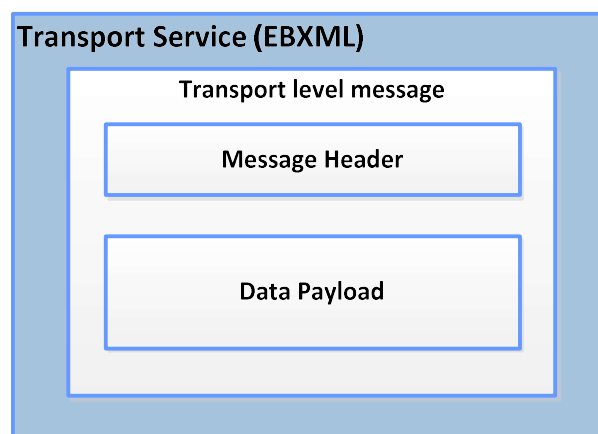 Transport Service (EBXML)
Transport level message
Message Header
Data Payload